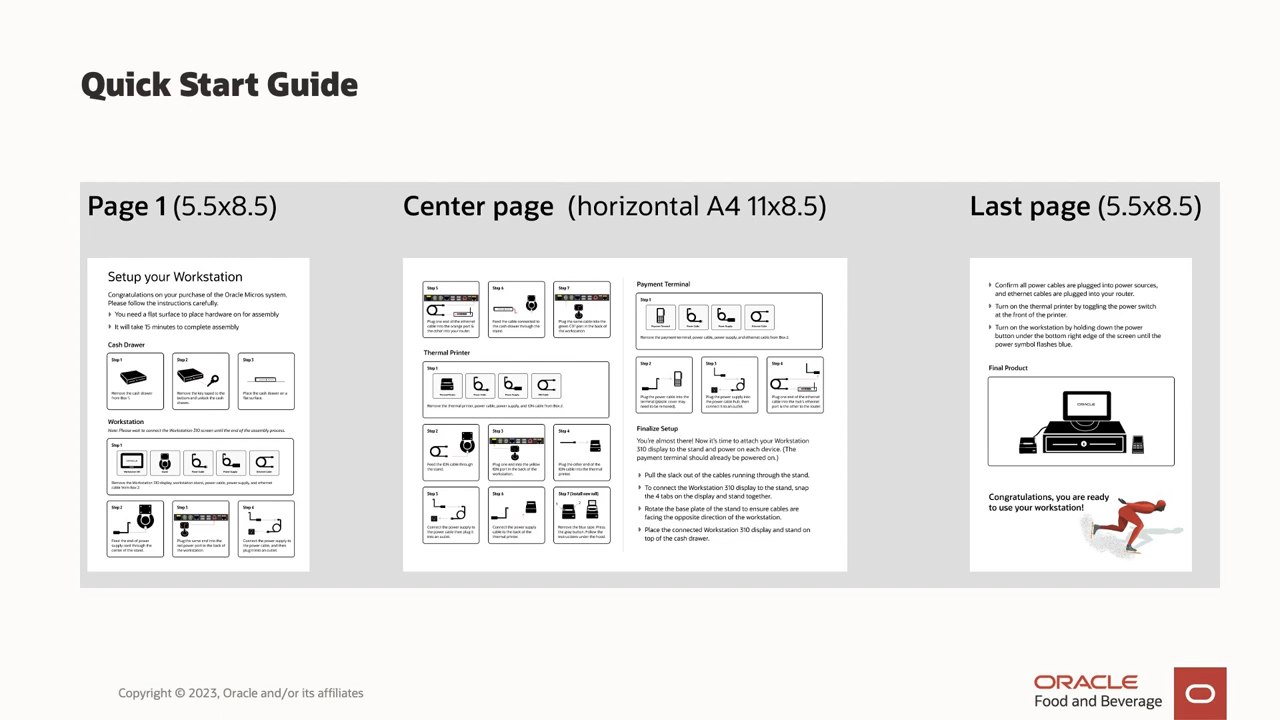 Quick Start Guide
Page 1 (5.5x8.5)
Center page (horizontal A4 11x8.5)
Last page (5.5x8.5)
Setup your Workstation
Congratulations on your purchase of the Oracle Micros system.
Please follow the instructions carefully.
You need a flat surface to place hardware on for assembly
It will take 15 minutes to complete assembly
Cash Drawer
Step 1
Remove the cash drawer
from Box 1.
Step 2
Remove the key taped to the
bottom and unlock the cash
drawer.
Step 3
Place the cash drawer on a
flat surface.
Workstation
Note: Please wait to connect the Workstation 310 screen until the end of the assembly process.
Step 1
Remove the Workstation 310 display, workstation stand, power cable, power supply, and ethernet
cable from Box 2.
Step 2
Feed the end of power
supply cord through the
center of the stand.
Step 3
Plug the same end into the
red power port in the back of
the workstation.
Step 4
Connect the power supply to
the power cable, and then
plug it into an outlet.
Step 5
Plug one end of the ethernet
cable into the orange port &
the other into your router.
Step 6
Feed the cable connected to
the cash drawer through the
stand.
Step 7
Plug the same cable into the
green CD1 port in the back of
the workstation.
Thermal Printer
Step 1
Remove the thermal printer, power cable, power supply, and IDN cable from Box 2.
Step 2
Feed the IDN cable through
the stand.
Step 3
Plug one end into the yellow
IDN port in the back of the
workstation.
Step 4
Plug the other end of the
IDN cable into the thermal
printer.
Step 5
Connect the power supply to
the power cable then plug it
into an outlet.
Step 6
Connect the power supply
cable to the back of the
thermal printer.
Step 7 (Install new roll)
Remove the blue tape. Press
the gray button. Follow the
instructions under the hood.
Payment Terminal
Step 1
Remove the payment terminal, power cable, power supply, and ethernet cable from Box 2.
Step 2
Plug the power cable into the
terminal (plastic cover may
need to be removed).
Step 3
Plug the power supply into
the power cable hub, then
connect it to an outlet.
Step 4
Plug one end of the ethernet
cable into the hub's ethernet
port & the other to the router
Finalize Setup
You're almost there! Now it's time to attach your Workstation
310 display to the stand and power on each device. (The
payment terminal should already be powered on.)
Pull the slack out of the cables running through the stand.
To connect the Workstation 310 display to the stand, snap
the 4 tabs on the display and stand together.
Rotate the base plate of the stand to ensure cables are
facing the opposite direction of the workstation.
Place the connected Workstation 310 display and stand on
top of the cash drawer.
Confirm all power cables are plugged into power sources,
and ethernet cables are plugged into your router.
Turn on the thermal printer by toggling the power switch
at the front of the printer.
Turn on the workstation by holding down the power
button under the bottom right edge of the screen until the
power symbol flashes blue.
Final Product
ORACLE
Congratulations, you are ready
to use your workstation!
Copyright © 2023, Oracle and/or its affiliates
ORACLE
Food and Beverage